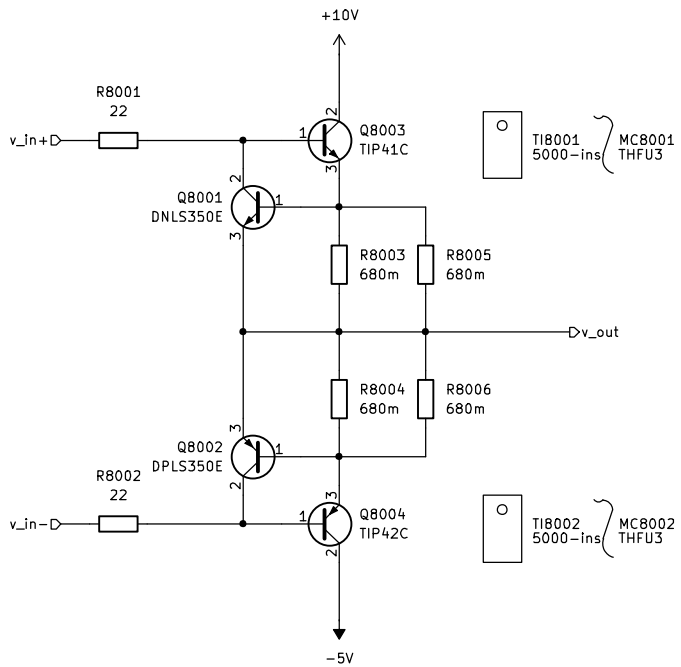 +10V
R8001
22
v_in+
1
2
3
Q8003
TIP41C
TI8001
5000-ins
MC8001
THFU3
Q8001
DNLS350E
2
1
3
R8003
680m
R8005
680m
v_out
R8004
680m
R8006
680m
Q8002
DPLS350E
3
1
2
R8002
22
v_in-
1
3
2
Q8004
TIP42C
TI8002
5000-ins
MC8002
THFU3
-5V